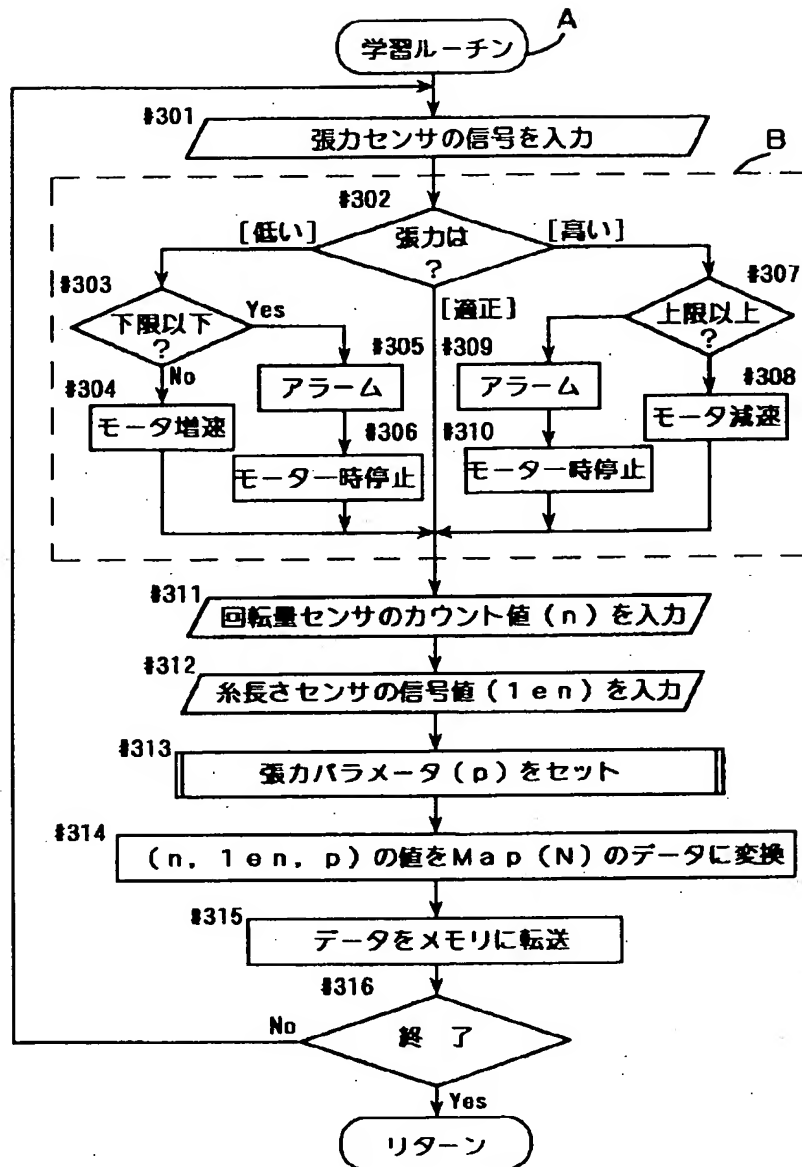 A
学習ルーチン
#301
張力センサの信号を入力
B
#302
張力は
?
[低い]
[高い]
[適正]
#303
下限以下
?
Yes
No
#304
モータ増速
#305
アラーム
#306
モータ一時停止
#307
上限以上
?
#308
モータ減速
#309
アラーム
#310
モータ一時停止
#311
回転量センサのカウント値(n)を入力
#312
糸長さセンサの信号値(len)を入力
#313
張力パラメータ(p)をセット
#314
(n, len, p)の値をMap(N)のデータに変換
#315
データをメモリに転送
#316
終 了
No
Yes
リターン